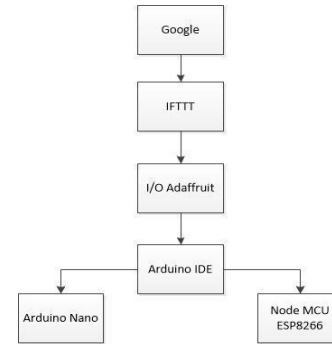 Google
IFTTT
I/O Adaffruit
Arduino IDE
Arduino Nano
Node MCU
ESP8266